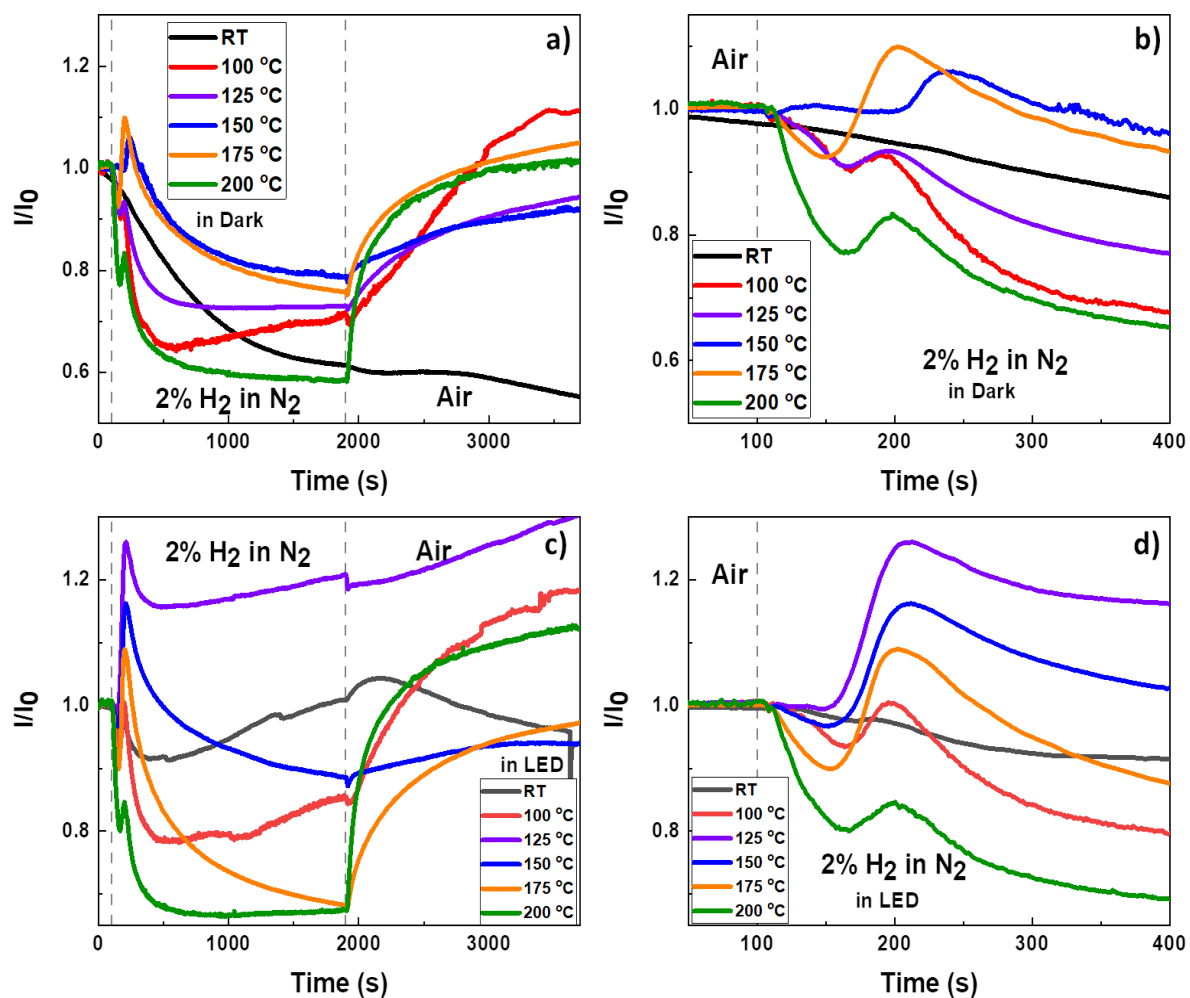 a)
I/I0
1.2
1.0
0.8
0.6
RT
100 °C
125 °C
150 °C
175 °C
200 °C
in Dark
2% H2 in N2
Air
0
1000
2000
3000
Time (s)
b)
Air
I/I0
1.0
0.8
0.6
RT
100 °C
125 °C
150 °C
175 °C
200 °C
2% H2 in N2
in Dark
100
200
300
400
Time (s)
c)
2% H2 in N2
Air
I/I0
1.2
1.0
0.8
in LED
RT
100 °C
125 °C
150 °C
175 °C
200 °C
0
1000
2000
3000
Time (s)
d)
Air
I/I0
1.2
1.0
0.8
RT
100 °C
125 °C
150 °C
175 °C
200 °C
2% H2 in N2
in LED
100
200
300
400
Time (s)